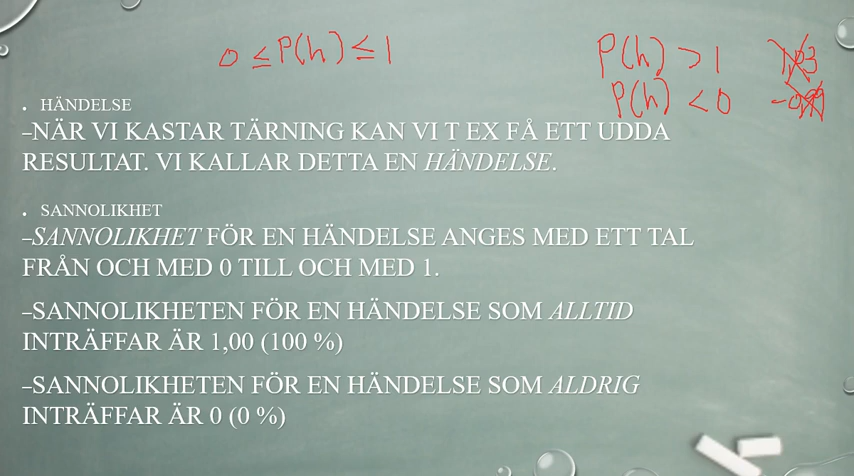 0 ≤ P(h) ≤ 1
P(h) > 1
P(h) < 0
• HÄNDELSE
–NÄR VI KASTAR TÄRNING KAN VI T EX FÅ ETT UDDA
RESULTAT. VI KALLAR DETTA EN HÄNDELSE.
• SANNOLIKHET
–SANNOLIKHET FÖR EN HÄNDELSE ANGES MED ETT TAL
FRÅN OCH MED 0 TILL OCH MED 1.
–SANNOLIKHETEN FÖR EN HÄNDELSE SOM ALLTID
INTRÄFFAR ÄR 1,00 (100 %)
–SANNOLIKHETEN FÖR EN HÄNDELSE SOM ALDRIG
INTRÄFFAR ÄR 0 (0 %)